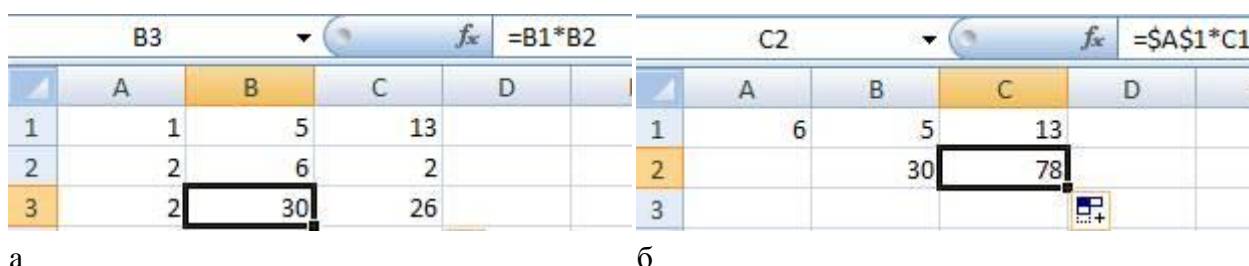 B3 fx =B1*B2
A B C D
1 1 5 13
2 2 6 2
3 2 30 26
а
C2 fx =$A$1*C1
A B C D
1 6 5 13
2 30 78
3
б